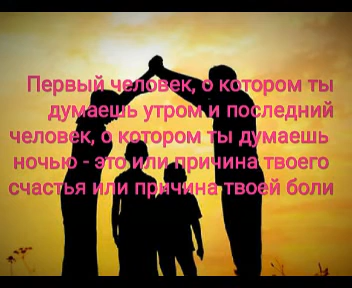 Первый человек, о котором ты
думаешь утром и последний
человек, о котором ты думаешь
ночью - это или причина твоего
счастья или причина твоей боли